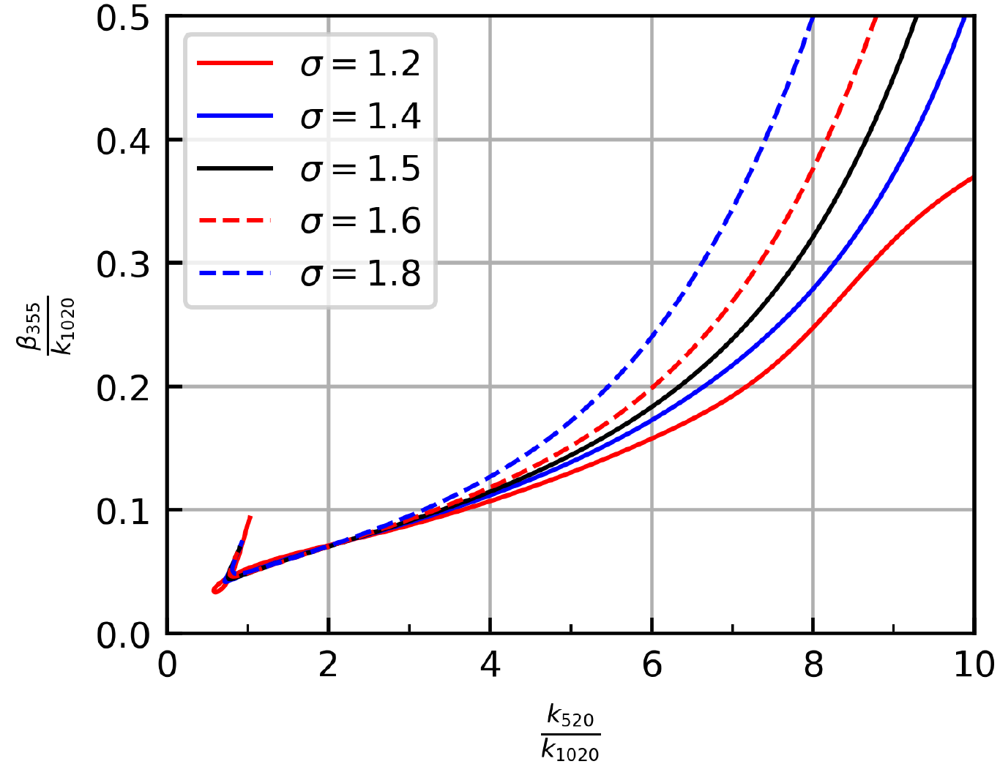 0.5
0.4
0.3
0.2
0.1
0.0
σ = 1.2
σ = 1.4
σ = 1.5
σ = 1.6
σ = 1.8
β355
k1020
0 2 4 6 8 10
k520
k1020